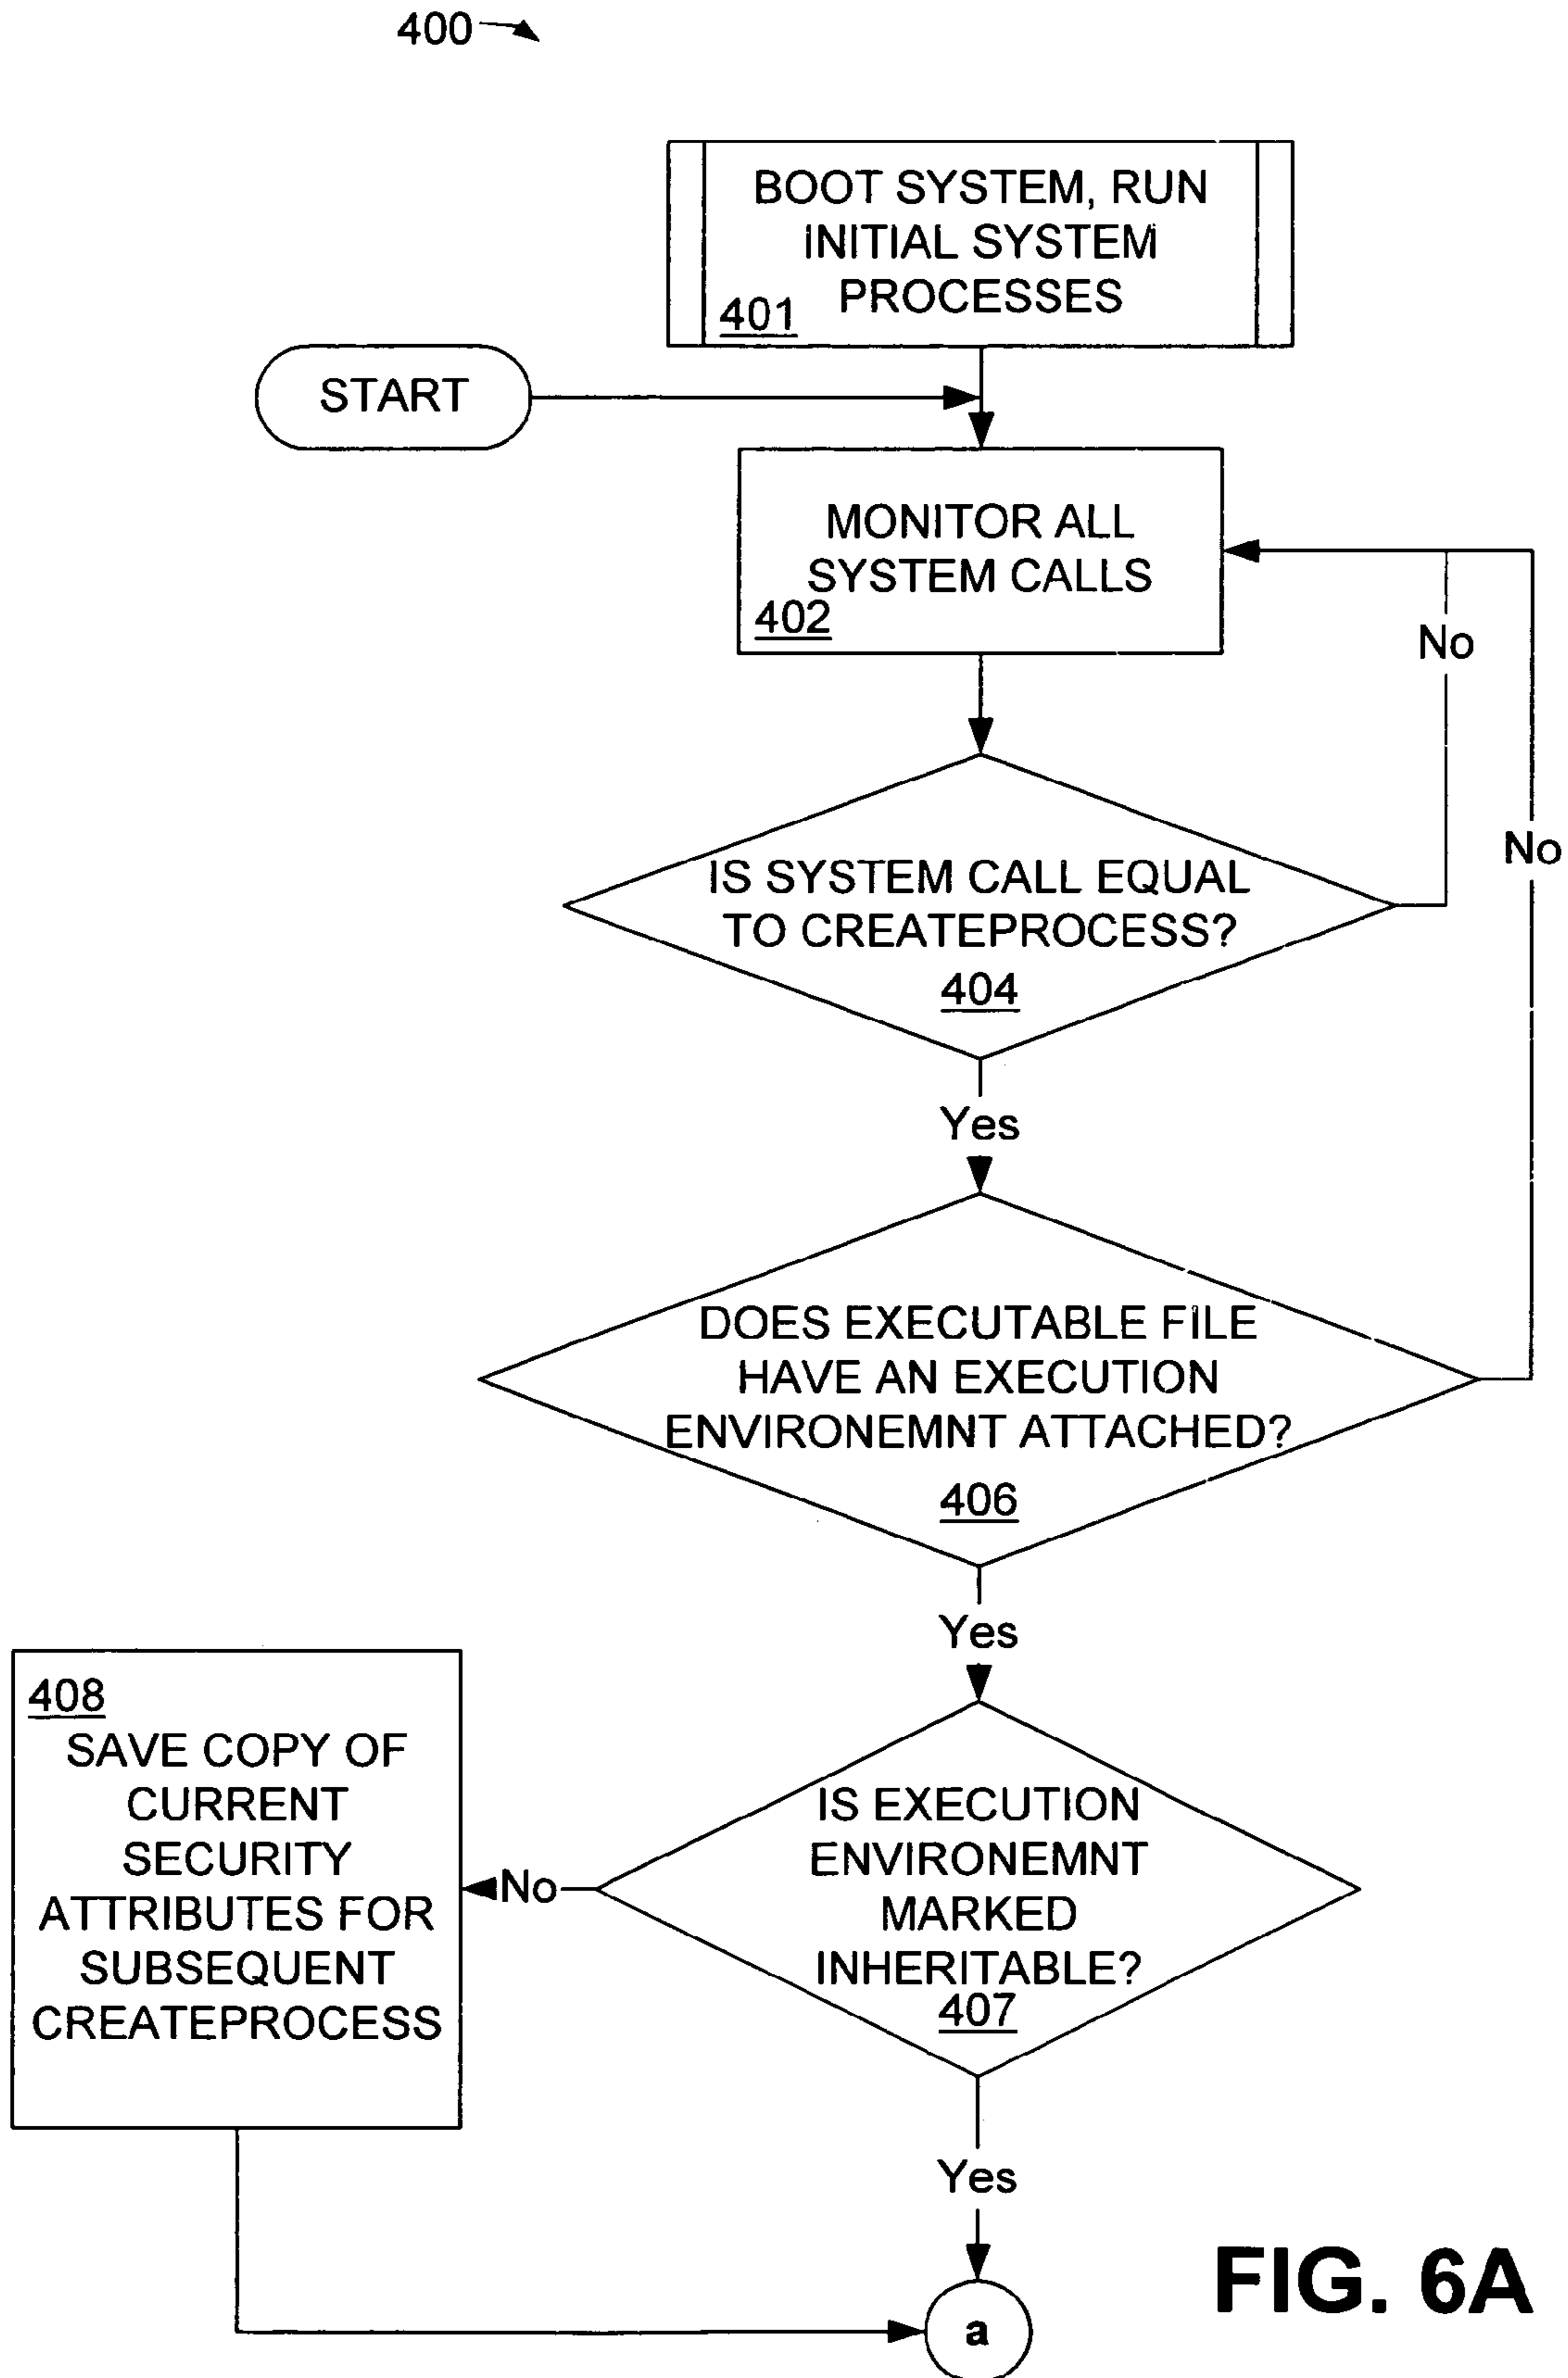 400
BOOT SYSTEM, RUN
INITIAL SYSTEM
PROCESSES
401
START
MONITOR ALL
SYSTEM CALLS
402
No
No
IS SYSTEM CALL EQUAL
TO CREATEPROCESS?
404
Yes
DOES EXECUTABLE FILE
HAVE AN EXECUTION
ENVIRONEMNT ATTACHED?
406
Yes
408
SAVE COPY OF
CURRENT
SECURITY
ATTRIBUTES FOR
SUBSEQUENT
CREATEPROCESS
No
IS EXECUTION
ENVIRONEMNT
MARKED
INHERITABLE?
407
Yes
a
FIG. 6A